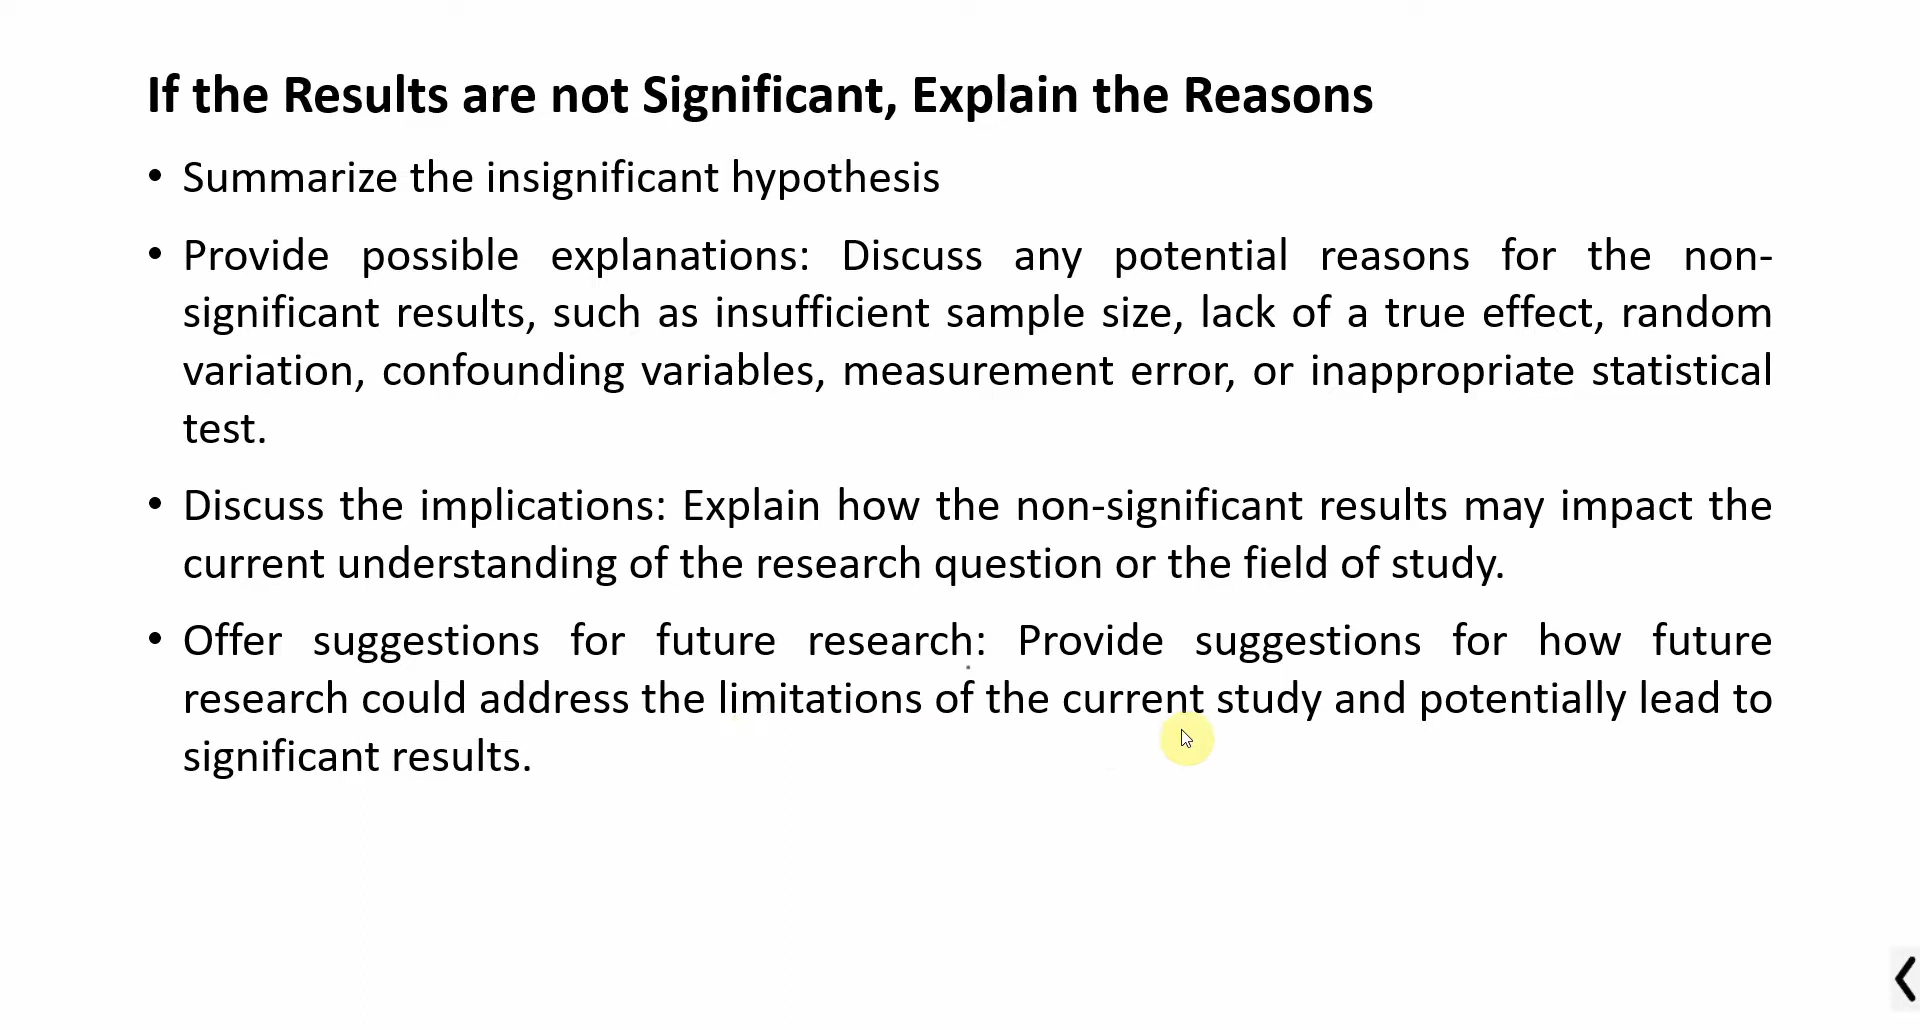 If the Results are not Significant, Explain the Reasons
• Summarize the insignificant hypothesis
• Provide possible explanations: Discuss any potential reasons for the non-
significant results, such as insufficient sample size, lack of a true effect, random
variation, confounding variables, measurement error, or inappropriate statistical
test.
• Discuss the implications: Explain how the non-significant results may impact the
current understanding of the research question or the field of study.
• Offer suggestions for future research: Provide suggestions for how future
research could address the limitations of the current study and potentially lead to
significant results.